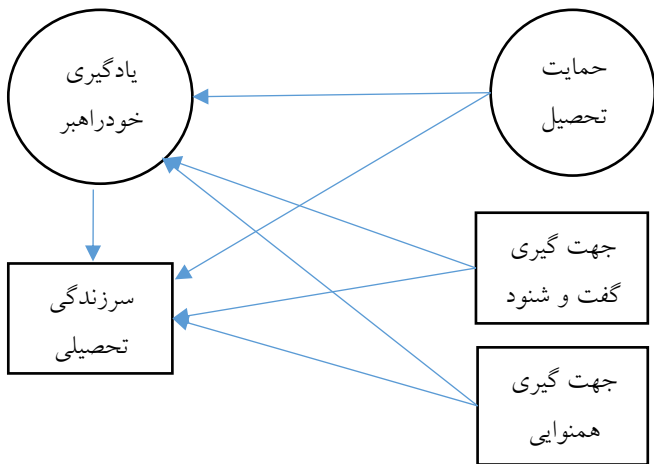 حمایت
تحصیل
یادگیری
خودراهبر
جهت گیری
گفت و شنود
سرزندگی
تحصیلی
جهت گیری
همنوایی